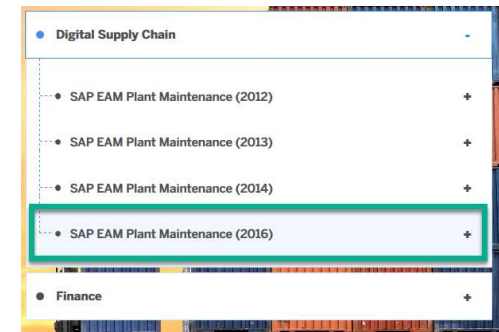 Digital Supply Chain -
SAP EAM Plant Maintenance (2012) +
SAP EAM Plant Maintenance (2013) +
SAP EAM Plant Maintenance (2014) +
SAP EAM Plant Maintenance (2016) +
Finance +